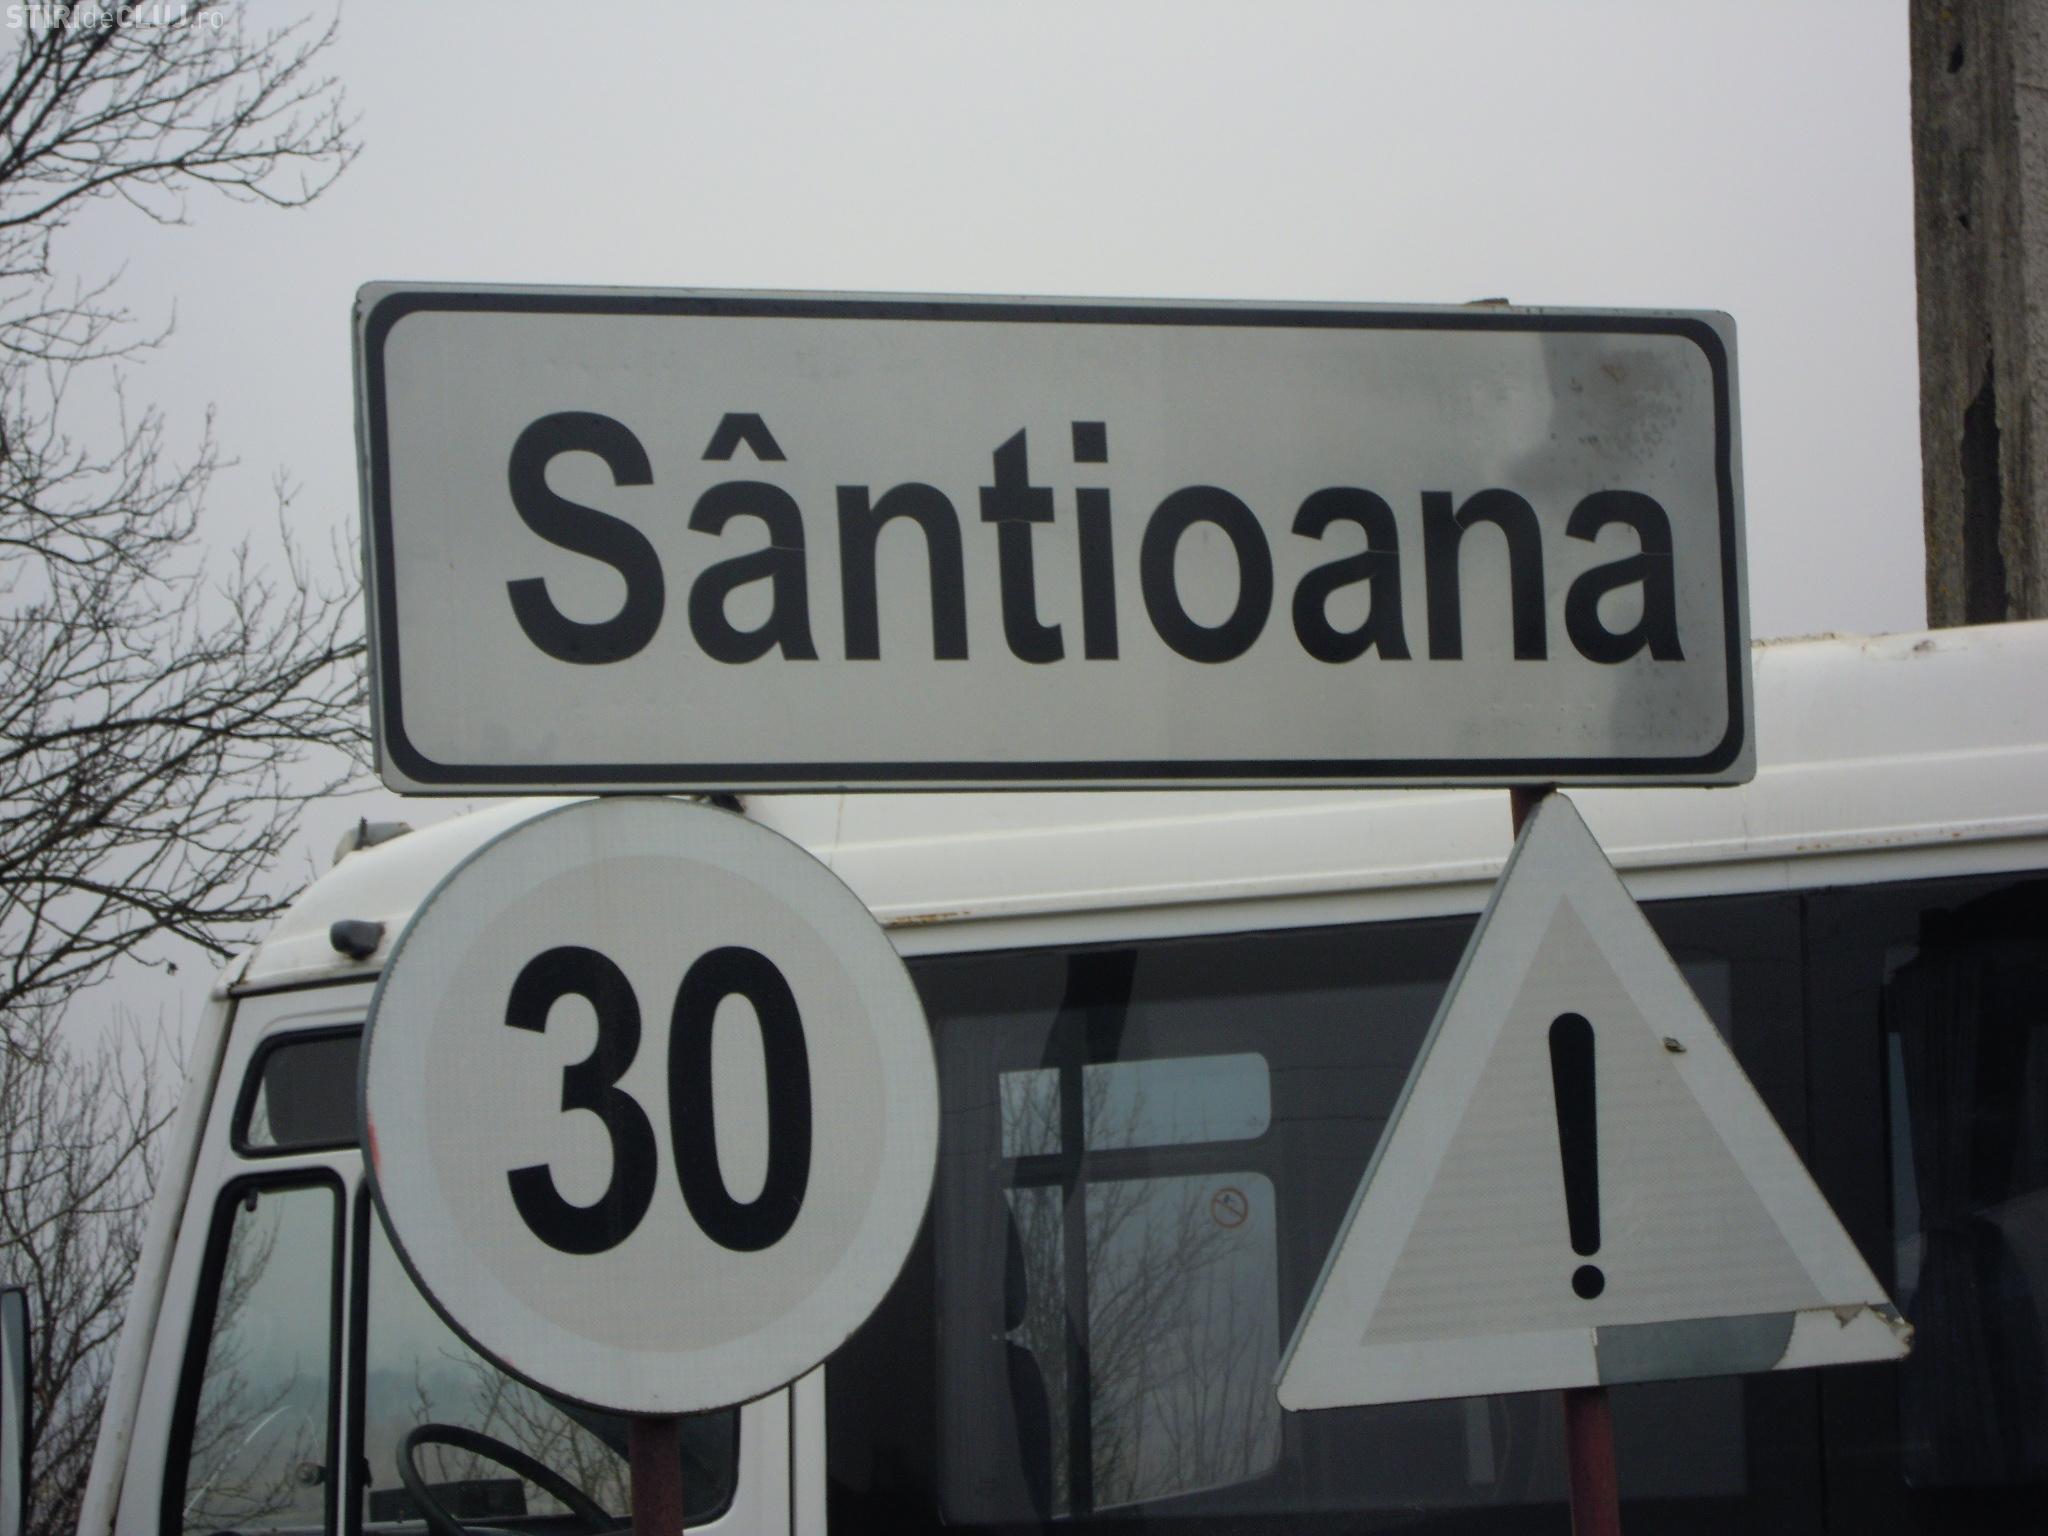 STIRIdeCLUJ.ro
Sântioana
30
!